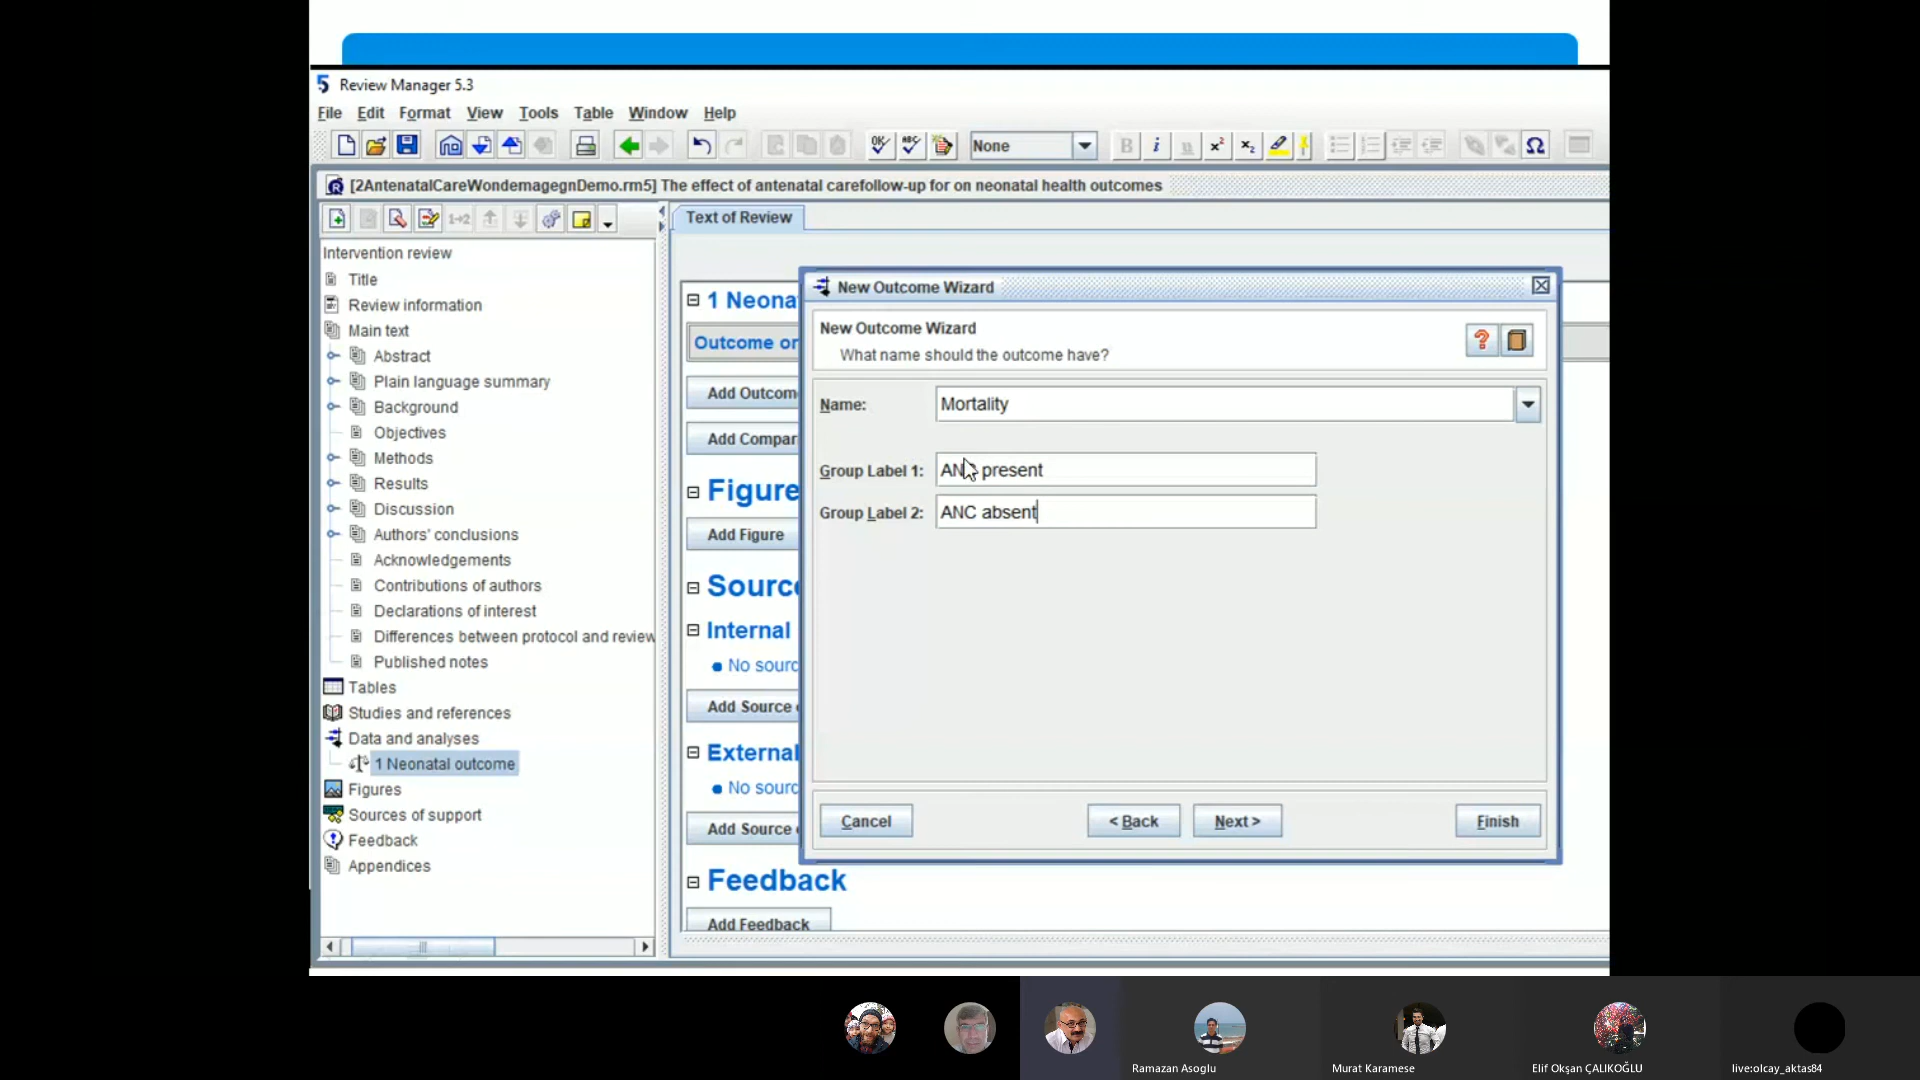 Review Manager 5.3
File Edit Format View Tools Table Window Help
None
[2AntenatalCareWondemagegnDemo.rm5] The effect of antenatal carefollow-up for on neonatal health outcomes
Text of Review
Intervention review
Title
Review information
Main text
Abstract
Plain language summary
Background
Objectives
Methods
Results
Discussion
Authors' conclusions
Acknowledgements
Contributions of authors
Declarations of interest
Differences between protocol and review
Published notes
Tables
Studies and references
Data and analyses
1 Neonatal outcome
Figures
Sources of support
Feedback
Appendices
1 Neona
Outcome or
Add Outcom
Add Compar
Figure
Add Figure
Source
Internal
No sourc
Add Source
External
No sourc
Add Source
Feedback
Add Feedback
New Outcome Wizard
New Outcome Wizard
What name should the outcome have?
Name: Mortality
Group Label 1: ANC present
Group Label 2: ANC absent
Cancel < Back Next > Finish
Ramazan Asoglu
Murat Karamese
Elif Okşan ÇALIKOĞLU
live:olcay_aktas84